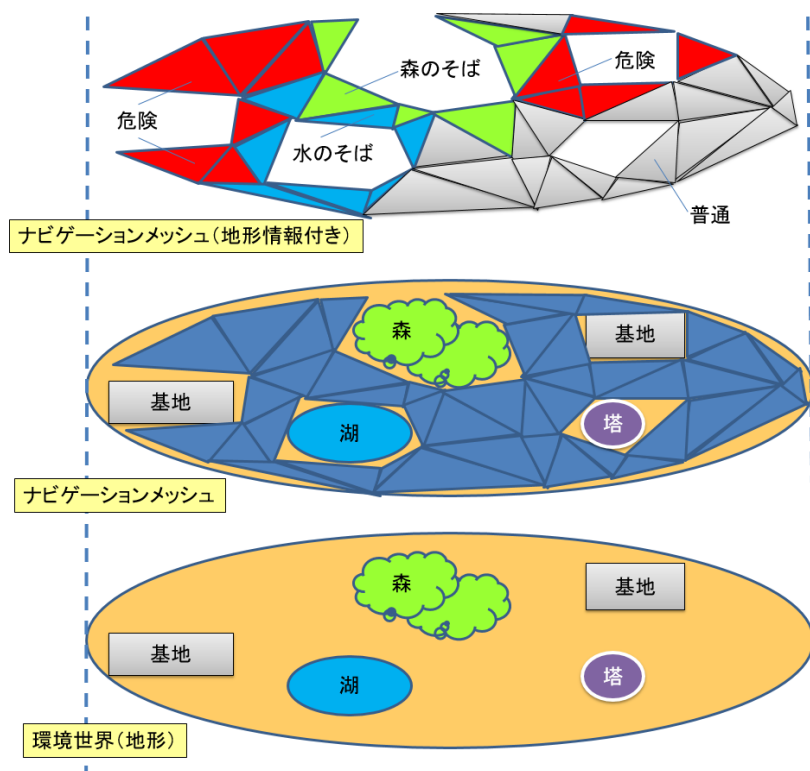 森のそば
危険
危険
水のそば
普通
ナビゲーションメッシュ(地形情報付き)
森
基地
基地
湖
塔
ナビゲーションメッシュ
森
基地
基地
湖
塔
環境世界(地形)